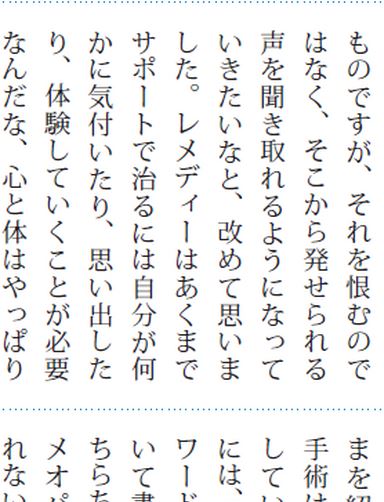 ものですが、それを恨むので
はなく、そこから発せられる
声を聞き取れるようになって
いきたいなと、改めて思いま
した。レメディーはあくまで
サポートで治るには自分が何
かに気付いたり、思い出した
り、体験していくことが必要
なんだな、心と体はやっぱり
まを紹
手術は
してい
には、
ワード
いて書
ちらた
メオパ
れない